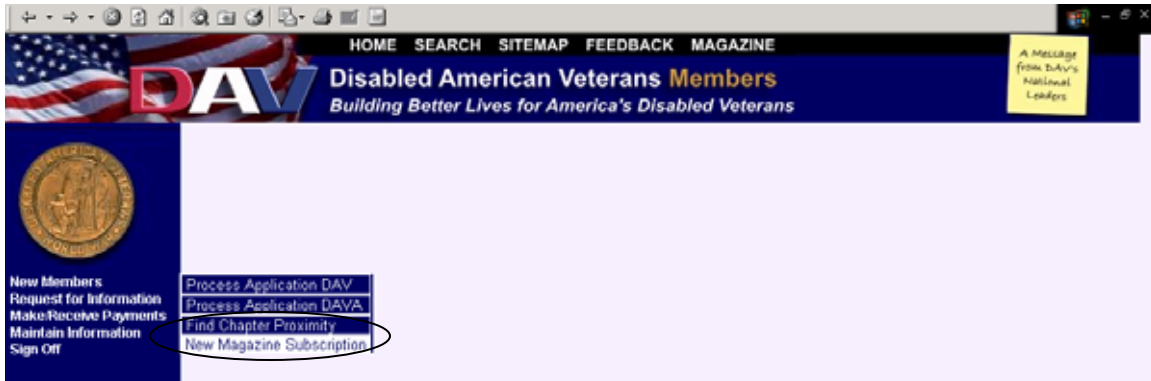 HOME SEARCH SITEMAP FEEDBACK MAGAZINE
A Message
from DAV's
National
Leaders
DAV
Disabled American Veterans Members
Building Better Lives for America's Disabled Veterans
New Members
Request for Information
Make/Receive Payments
Maintain Information
Sign Off
Process Application DAV
Process Application DAVA
Find Chapter Proximity
New Magazine Subscription